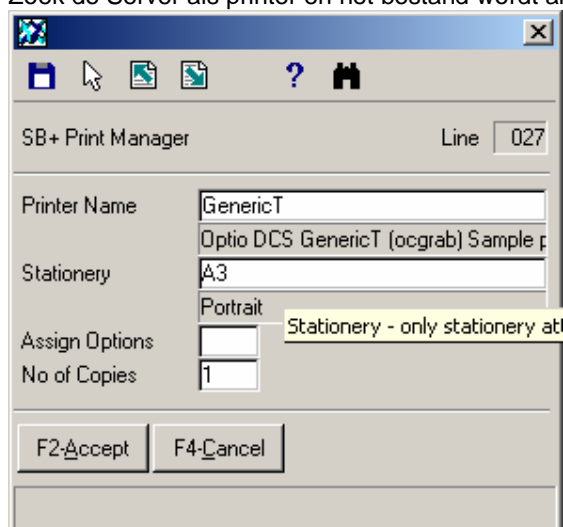 SB+ Print Manager Line 027
Printer Name GenericT
Optio DCS GenericT (ocgrab) Sample p
Stationery A3
Portrait
Stationery - only stationery att
Assign Options
No of Copies 1
F2-Accept F4-Cancel